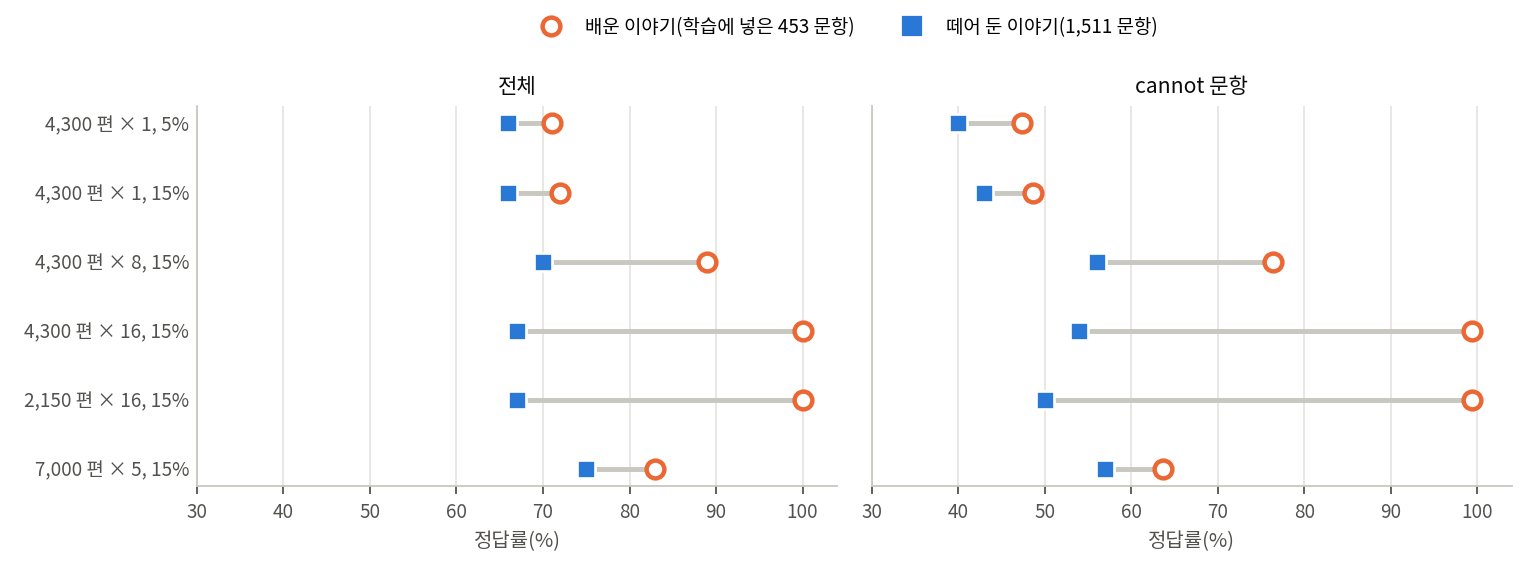 배운 이야기(학습에 넣은 453 문항) 떼어 둔 이야기(1,511 문항)
전체 cannot 문항
4,300 편 × 1, 5%
4,300 편 × 1, 15%
4,300 편 × 8, 15%
4,300 편 × 16, 15%
2,150 편 × 16, 15%
7,000 편 × 5, 15%
30 40 50 60 70 80 90 100 30 40 50 60 70 80 90 100
정답률(%) 정답률(%)